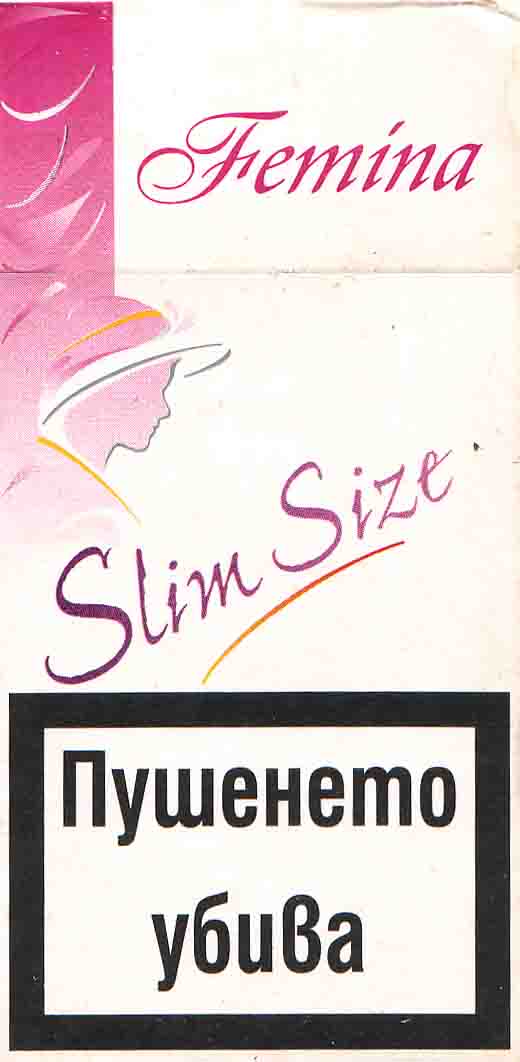 Femina
Slim Size
Пушенето
убива